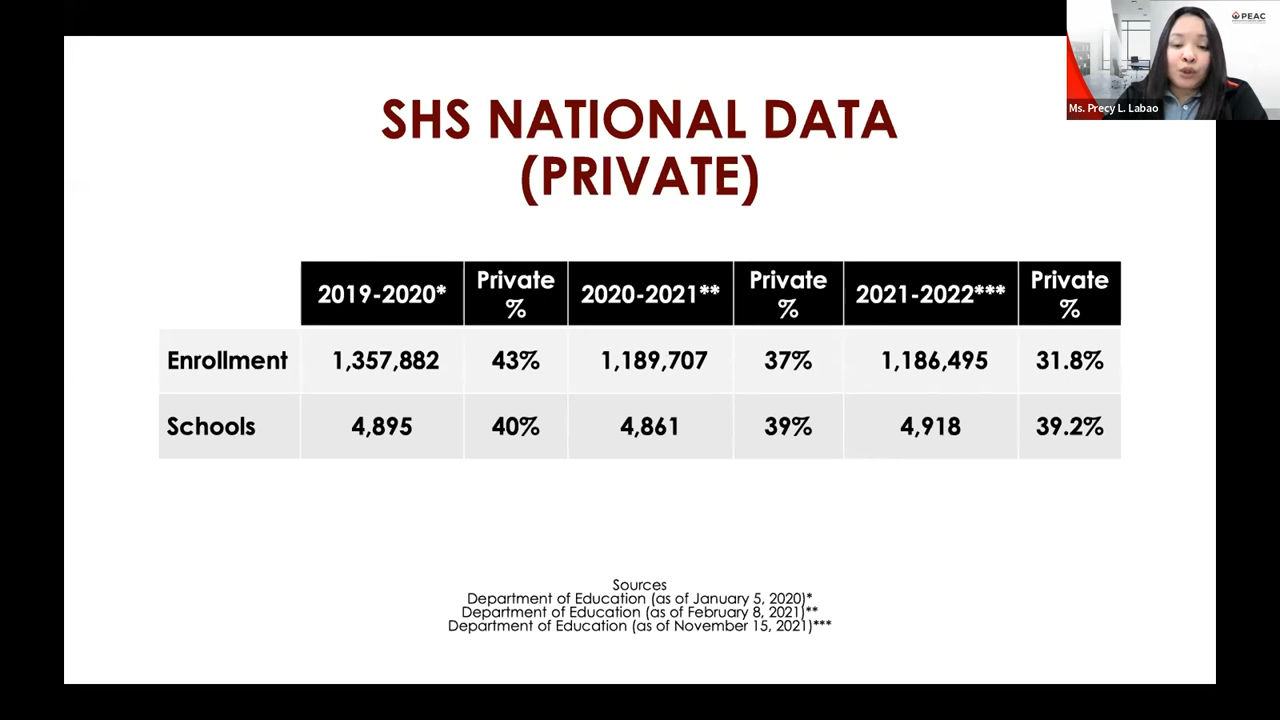 PEAC
Ms. Precy L. Labao
SHS NATIONAL DATA
(PRIVATE)
2019-2020* Private % 2020-2021** Private % 2021-2022*** Private %
Enrollment 1,357,882 43% 1,189,707 37% 1,186,495 31.8%
Schools 4,895 40% 4,861 39% 4,918 39.2%
Sources
Department of Education (as of January 5, 2020)*
Department of Education (as of February 8, 2021)**
Department of Education (as of November 15, 2021)***